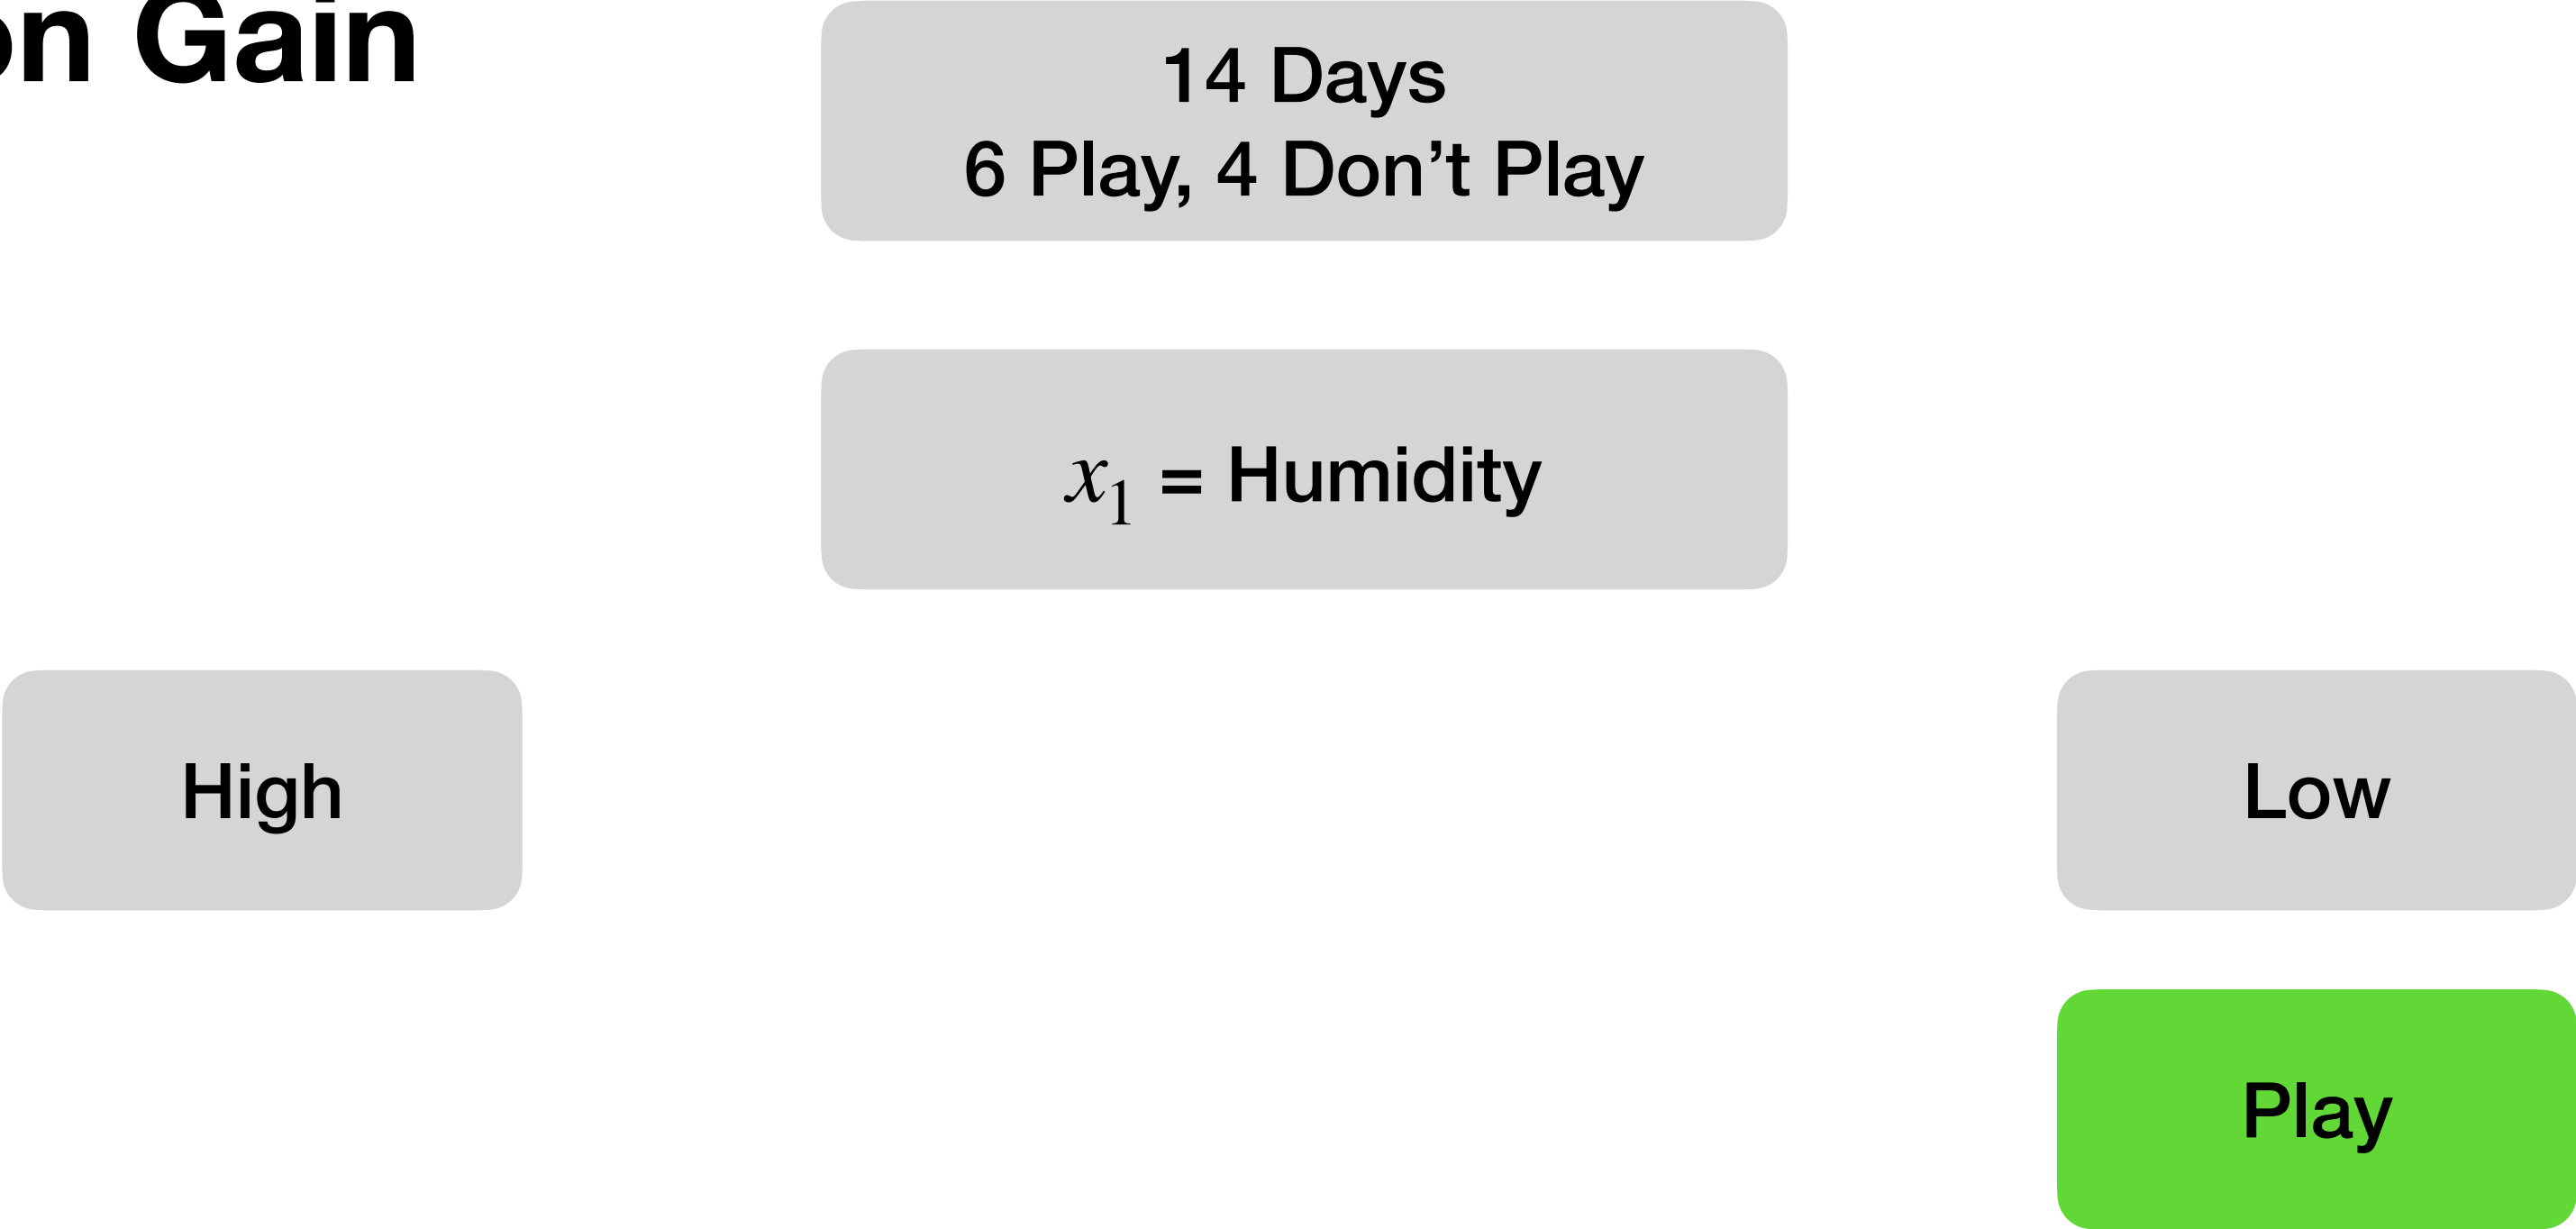 on Gain
14 Days
6 Play, 4 Don’t Play
x₁ = Humidity
High
Low
Play